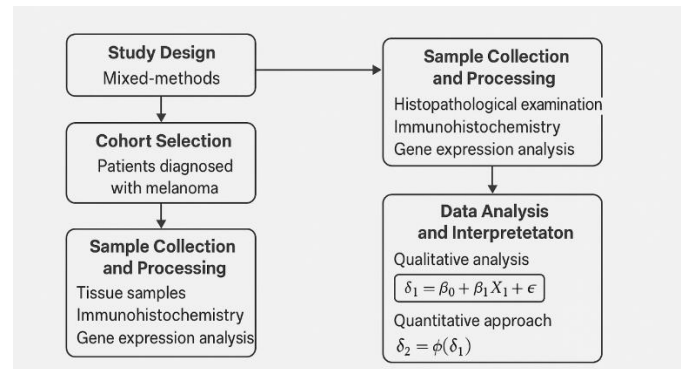 Study Design
Mixed-methods
Cohort Selection
Patients diagnosed
with melanoma
Sample Collection
and Processing
Tissue samples
Immunohistochemistry
Gene expression analysis
Sample Collection
and Processing
Histopathological examination
Immunohistochemistry
Gene expression analysis
Data Analysis
and Interpretetaton
Qualitative analysis
δ₁ = β₀ + β₁X₁ + ϵ
Quantitative approach
δ₂ = ϕ(δ₁)